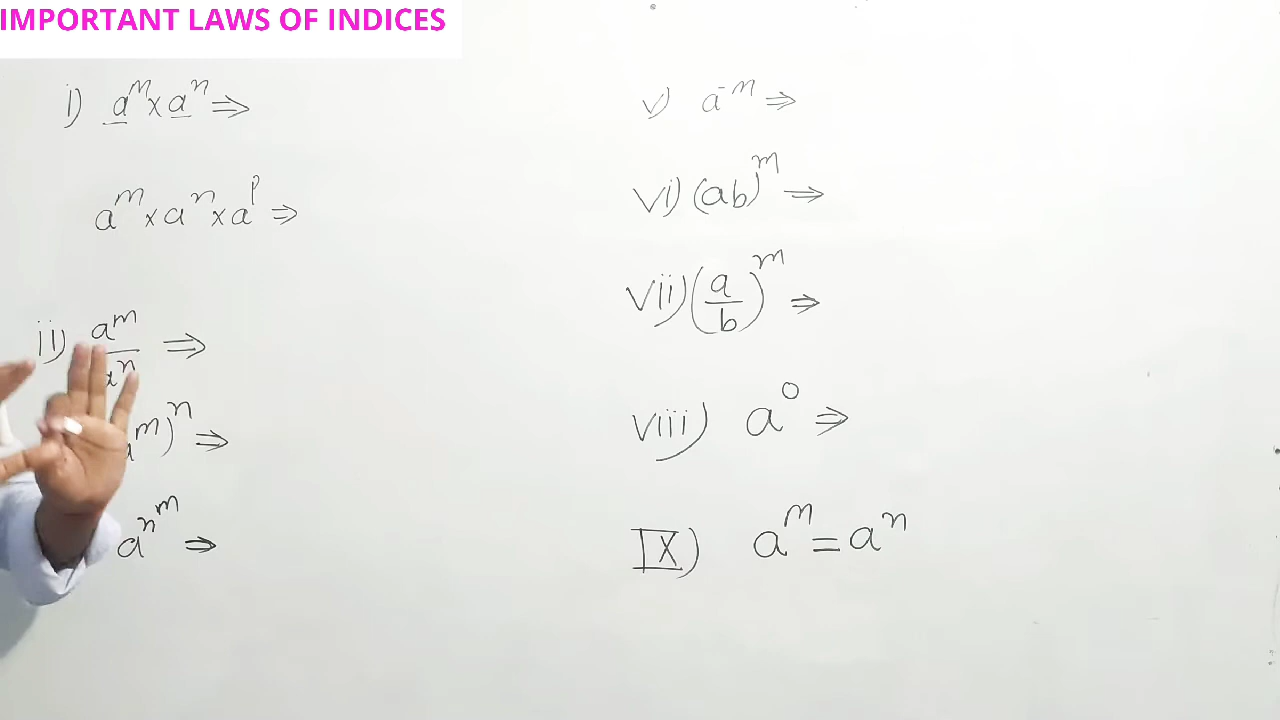 IMPORTANT LAWS OF INDICES
i) a^m × a^n ⇒
a^m × a^n × a^p ⇒
ii) a^m / a^n ⇒
^m)^n ⇒
a^n^m ⇒
v) a^-m ⇒
vi) (ab)^m ⇒
vii) (a/b)^m ⇒
viii) a^0 ⇒
IX) a^m = a^n